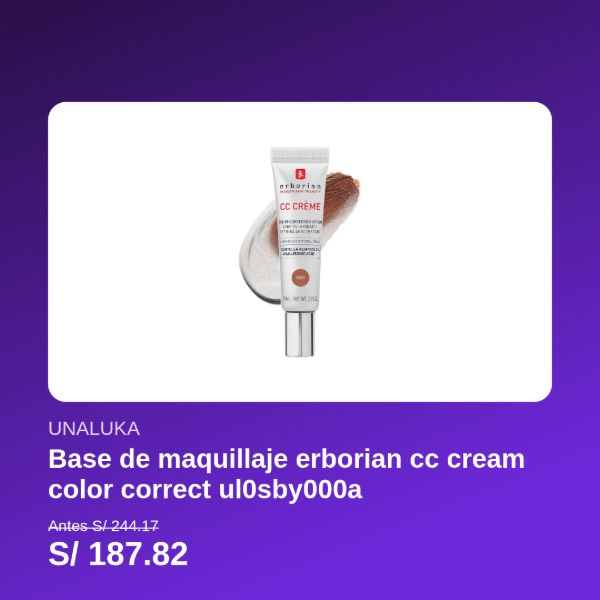 erborian
CC CRÈME
UNALUKA
Base de maquillaje erborian cc cream
color correct ul0sby000a
Antes S/ 244.17
S/ 187.82